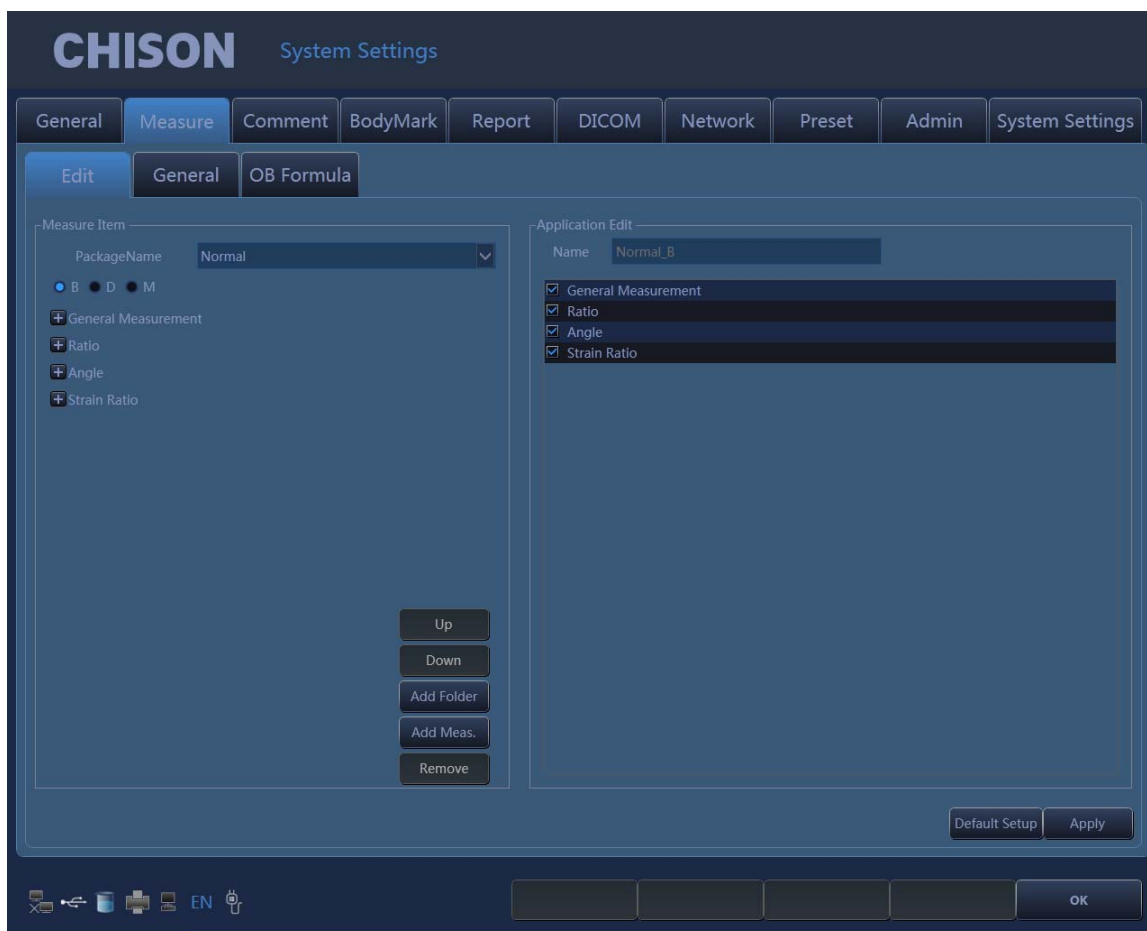 CHISON System Settings
General Measure Comment BodyMark Report DICOM Network Preset Admin System Settings
Edit General OB Formula
Measure Item
PackageName Normal
B D M
General Measurement
Ratio
Angle
Strain Ratio
Up
Down
Add Folder
Add Meas.
Remove
Application Edit
Name Normal_B
General Measurement
Ratio
Angle
Strain Ratio
Default Setup Apply
EN
OK